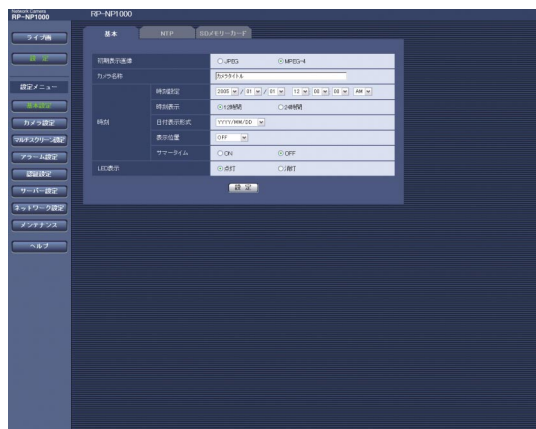 Network Camera
RP-NP1000
RP-NP1000
ライブ画
設 定
設定メニュー
基本設定
カメラ設定
マルチスクリーン設定
アラーム設定
認証設定
サーバー設定
ネットワーク設定
メンテナンス
ヘルプ
基本 NTP SDメモリーカード
初期表示画像 JPEG MPEG-4
カメラ名称 カメラタイトル
時刻設定 2005 / 01 / 01 12 00 00 AM
時刻表示 12時間 24時間
時刻 日付表示形式 YYYY/MM/DD
表示位置 OFF
サマータイム ON OFF
LED表示 点灯 消灯
設 定